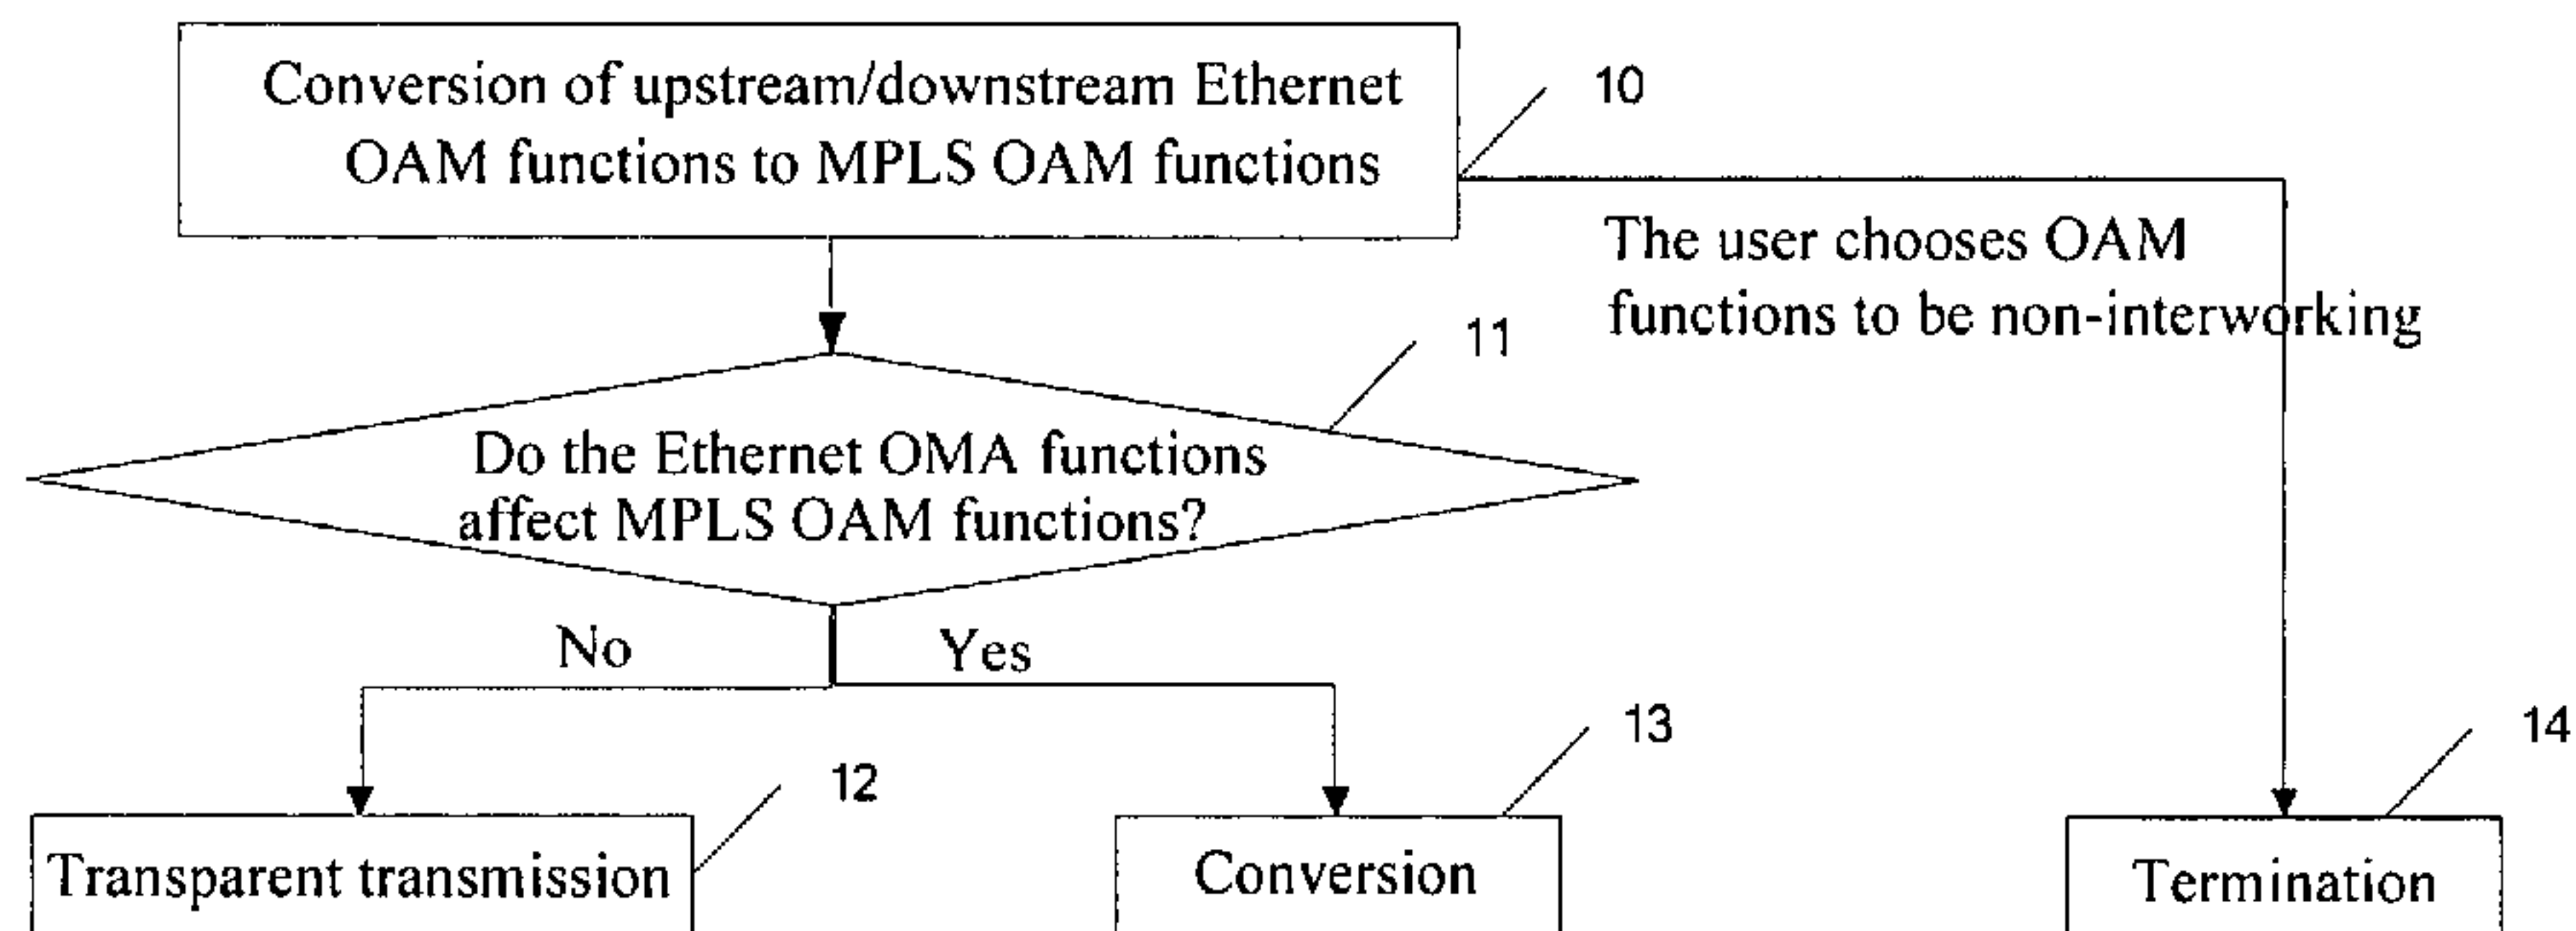 Conversion of upstream/downstream Ethernet
OAM functions to MPLS OAM functions
10
The user chooses OAM
functions to be non-interworking
11
Do the Ethernet OMA functions
affect MPLS OAM functions?
No
Yes
12
13
14
Transparent transmission
Conversion
Termination